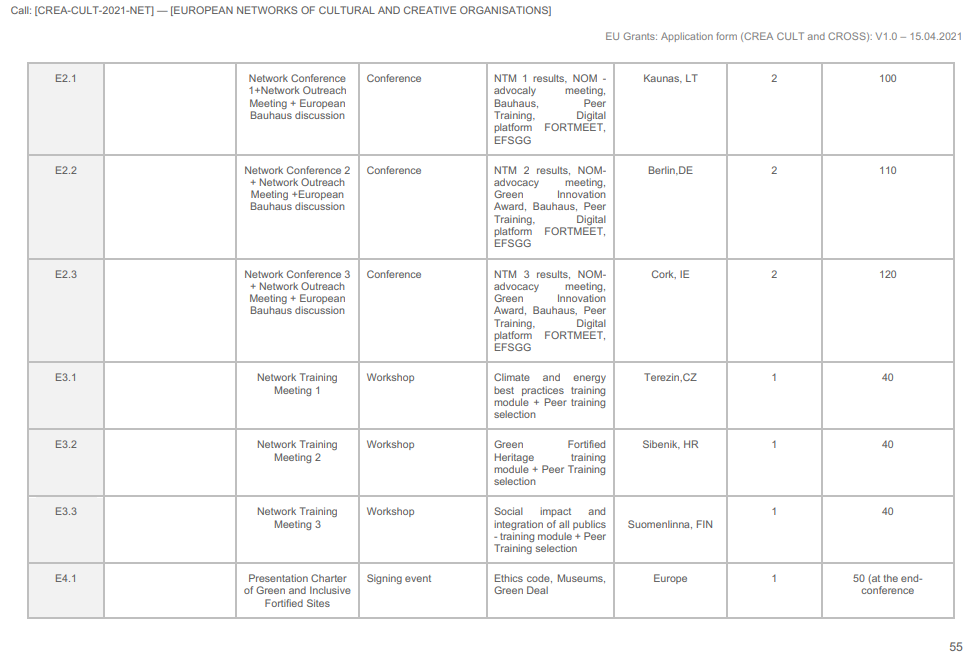 Call: [CREA-CULT-2021-NET] — [EUROPEAN NETWORKS OF CULTURAL AND CREATIVE ORGANISATIONS]
EU Grants: Application form (CREA CULT and CROSS): V1.0 – 15.04.2021
E2.1
Network Conference
1+Network Outreach
Meeting + European
Bauhaus discussion
Conference
NTM 1 results, NOM -
advocaly meeting,
Bauhaus, Peer
Training, Digital
platform FORTMEET,
EFSGG
Kaunas, LT
2
100
E2.2
Network Conference 2
+ Network Outreach
Meeting +European
Bauhaus discussion
Conference
NTM 2 results, NOM-
advocacy meeting,
Green Innovation
Award, Bauhaus, Peer
Training, Digital
platform FORTMEET,
EFSGG
Berlin,DE
2
110
E2.3
Network Conference 3
+ Network Outreach
Meeting + European
Bauhaus discussion
Conference
NTM 3 results, NOM-
advocacy meeting,
Green Innovation
Award, Bauhaus, Peer
Training, Digital
platform FORTMEET,
EFSGG
Cork, IE
2
120
E3.1
Network Training
Meeting 1
Workshop
Climate and energy
best practices training
module + Peer training
selection
Terezin,CZ
1
40
E3.2
Network Training
Meeting 2
Workshop
Green Fortified
Heritage training
module + Peer Training
selection
Sibenik, HR
1
40
E3.3
Network Training
Meeting 3
Workshop
Social impact and
integration of all publics
- training module + Peer
Training selection
Suomenlinna, FIN
1
40
E4.1
Presentation Charter
of Green and Inclusive
Fortified Sites
Signing event
Ethics code, Museums,
Green Deal
Europe
1
50 (at the end-
conference
55